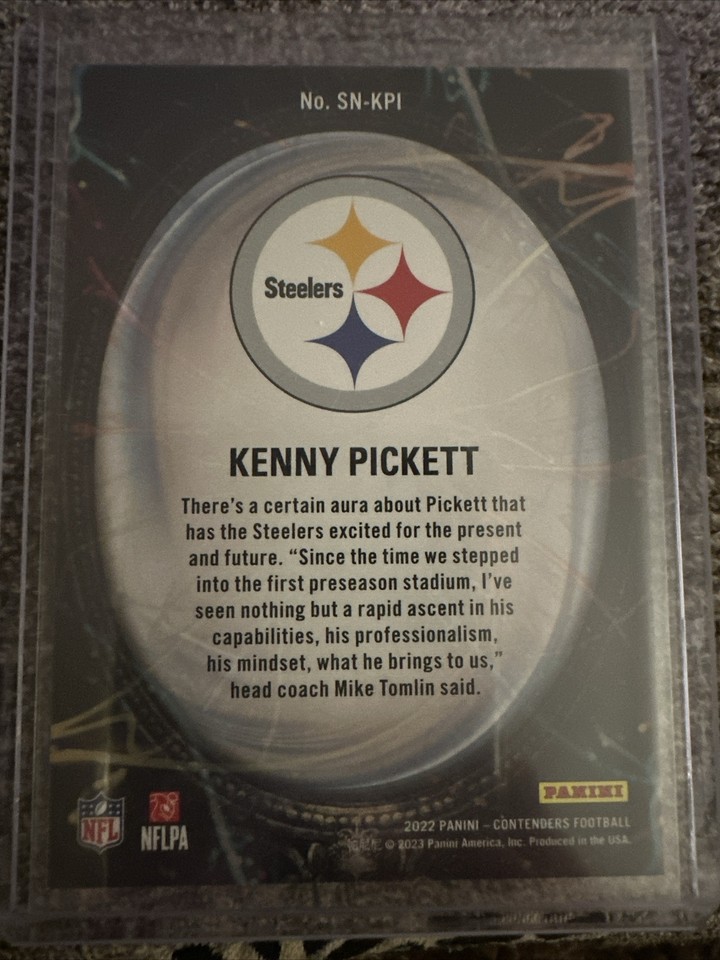 No. SN-KPI
Steelers
KENNY PICKETT
There's a certain aura about Pickett that
has the Steelers excited for the present
and future. “Since the time we stepped
into the first preseason stadium, I've
seen nothing but a rapid ascent in his
capabilities, his professionalism,
his mindset, what he brings to us,”
head coach Mike Tomlin said.
PANINI
NFL
NFLPA
2022 PANINI – CONTENDERS FOOTBALL
© 2023 Panini America, Inc. Produced in the USA.